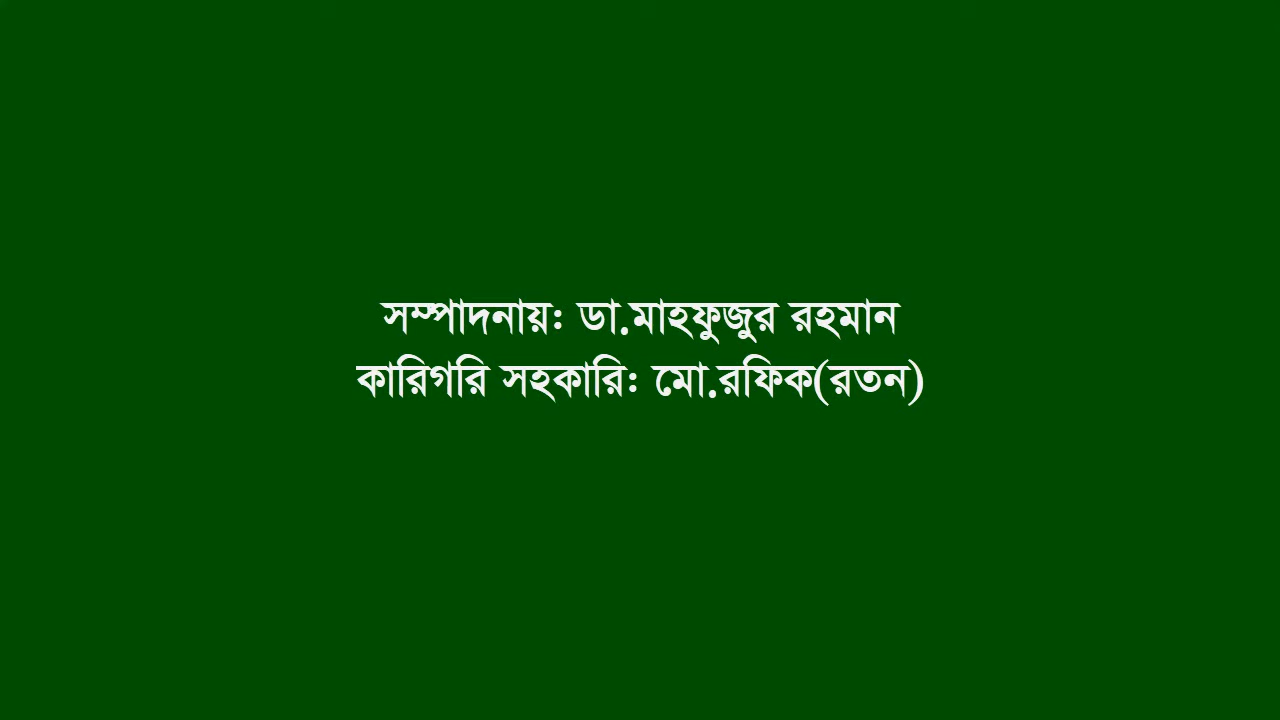 সম্পাদনায়: ডা.মাহফুজুর রহমান
কারিগরি সহকারি: মো.রফিক(রতন)